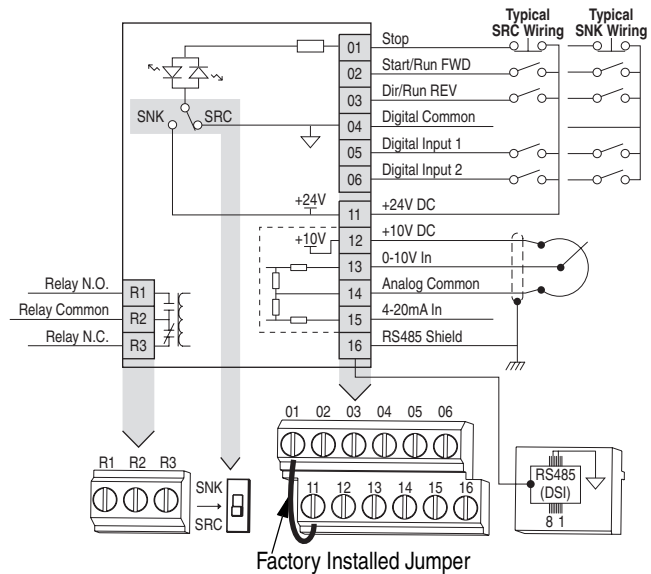 Typical
SRC Wiring
Typical
SNK Wiring
01 Stop
02 Start/Run FWD
03 Dir/Run REV
SNK SRC
04 Digital Common
05 Digital Input 1
06 Digital Input 2
+24V
11 +24V DC
+10V
12 +10V DC
13 0-10V In
Relay N.O. R1
14 Analog Common
Relay Common R2
15 4-20mA In
Relay N.C. R3
16 RS485 Shield
01 02 03 04 05 06
R1 R2 R3
11 12 13 14 15 16
SNK
SRC
RS485
(DSI)
8 1
Factory Installed Jumper